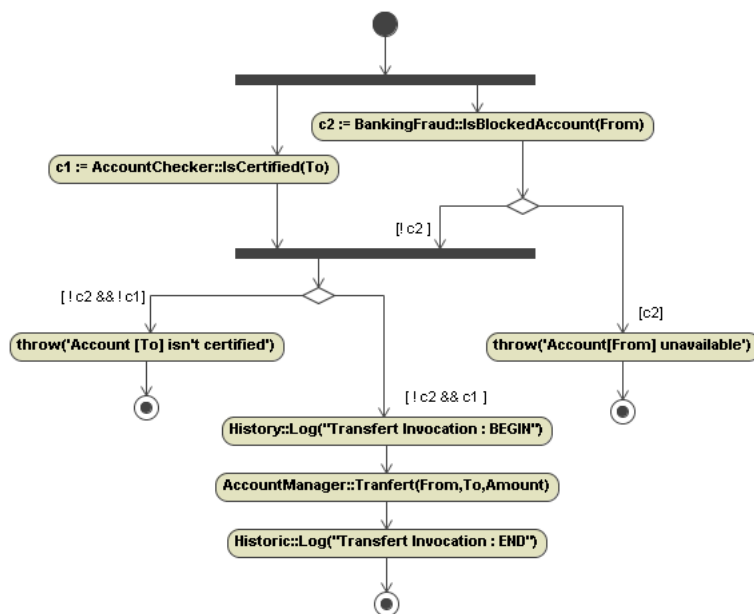 c2 := BankingFraud::IsBlockedAccount(From)
c1 := AccountChecker::IsCertified(To)
[! c2 ]
[ ! c2 && ! c1]
[c2]
throw('Account [To] isn't certified')
throw('Account[From] unavailable')
[ ! c2 && c1 ]
History::Log("Transfert Invocation : BEGIN")
AccountManager::Tranfert(From,To,Amount)
Historic::Log("Transfert Invocation : END")